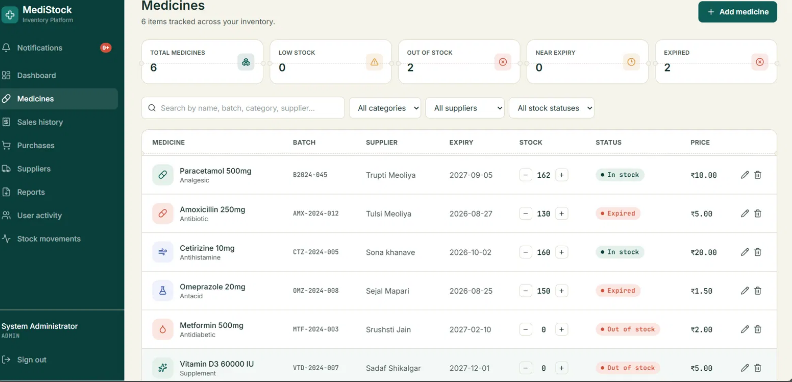 MediStock
Inventory Platform
Notifications 9+
Dashboard
Medicines
Sales history
Purchases
Suppliers
Reports
User activity
Stock movements
System Administrator
ADMIN
Sign out
Medicines
6 items tracked across your inventory.
+ Add medicine
TOTAL MEDICINES
6
LOW STOCK
0
OUT OF STOCK
2
NEAR EXPIRY
0
EXPIRED
2
Search by name, batch, category, supplier...
All categories
All suppliers
All stock statuses
MEDICINE BATCH SUPPLIER EXPIRY STOCK STATUS PRICE
Paracetamol 500mg
Analgesic
B2024-045 Trupti Meoliya 2027-09-05 − 162 + In stock ₹10.00
Amoxicillin 250mg
Antibiotic
AMX-2024-012 Tulsi Meoliya 2026-08-27 − 130 + Expired ₹5.00
Cetirizine 10mg
Antihistamine
CTZ-2024-005 Sona khanave 2026-10-02 − 160 + In stock ₹20.00
Omeprazole 20mg
Antacid
OMZ-2024-008 Sejal Mapari 2026-08-25 − 150 + Expired ₹1.50
Metformin 500mg
Antidiabetic
MTF-2024-003 Srushsti Jain 2027-02-10 − 0 + Out of stock ₹2.00
Vitamin D3 60000 IU
Supplement
VTD-2024-007 Sadaf Shikalgar 2027-12-01 − 0 + Out of stock ₹5.00